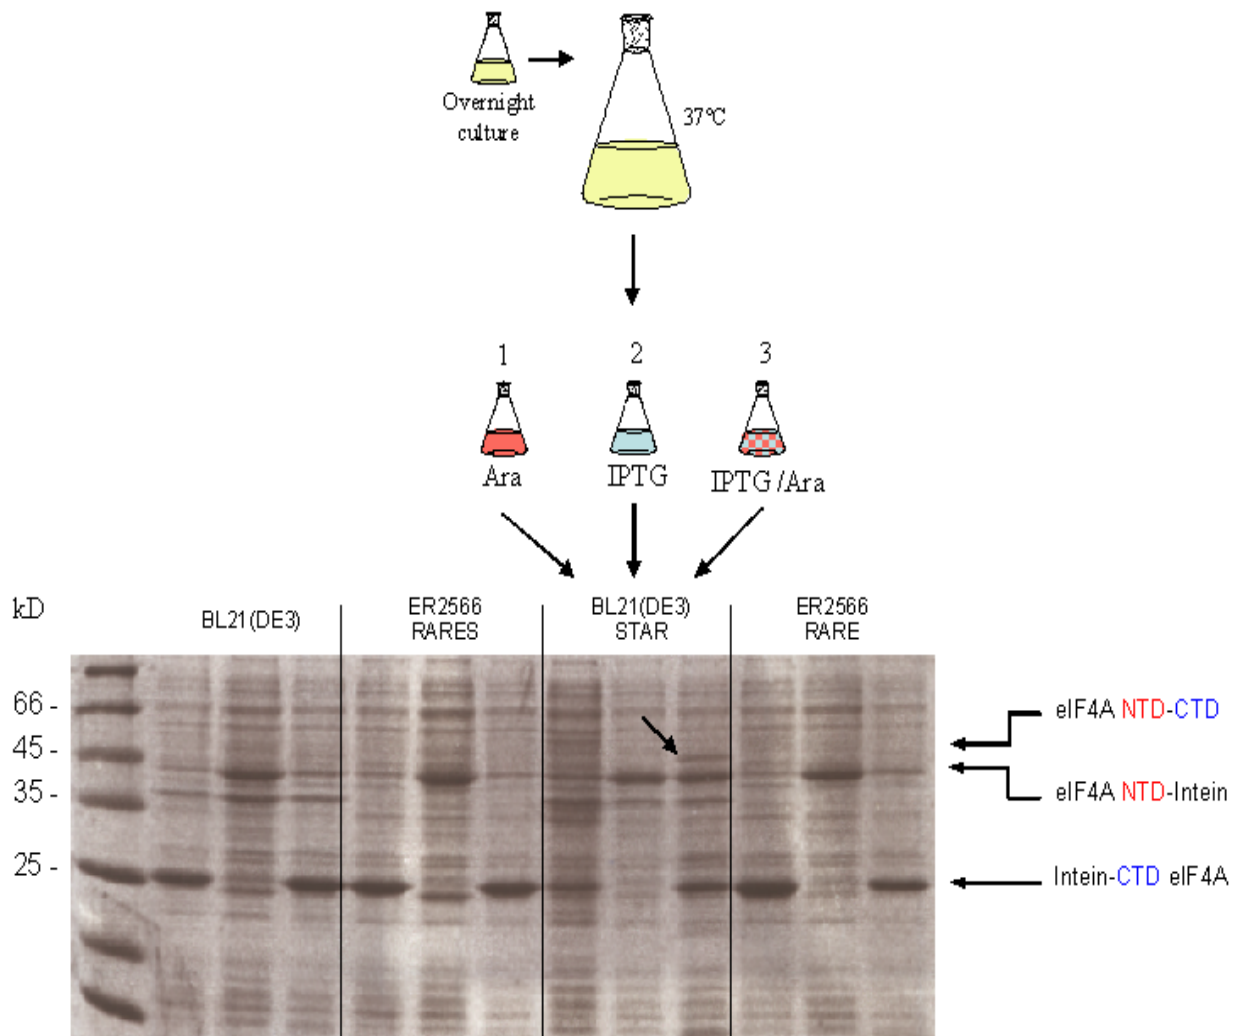 Overnight
culture
37°C
1
2
3
Ara
IPTG
IPTG /Ara
kD
BL21(DE3)
ER2566
RARES
BL21(DE3)
STAR
ER2566
RARE
66 -
45 -
35 -
25 -
eIF4A NTD-CTD
eIF4A NTD-Intein
Intein-CTD eIF4A